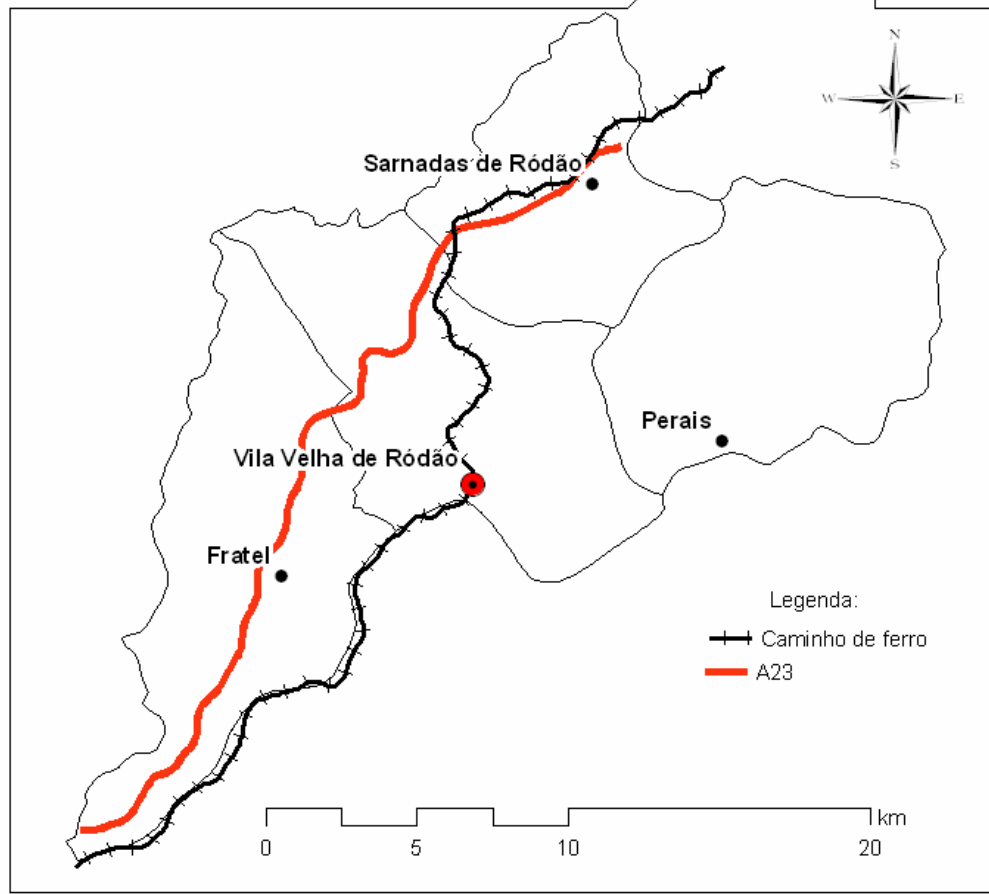 N
W E
S
Sarnadas de Ródão
Perais
Vila Velha de Ródão
Fratel
Legenda:
Caminho de ferro
A23
km
0 5 10 20